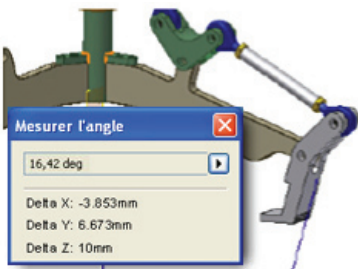 Mesurer l'angle
16,42 deg
Delta X: -3.853mm
Delta Y: 6.673mm
Delta Z: 10mm